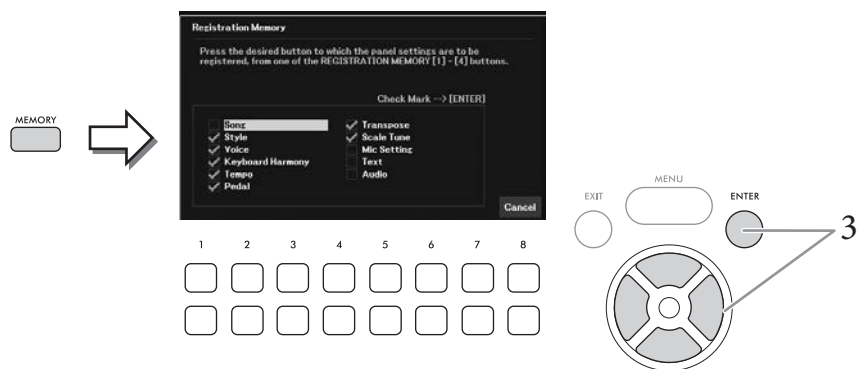 Registration Memory
Press the desired button to which the panel settings are to be
registered, from one of the REGISTRATION MEMORY [1] - [4] buttons.
Check Mark --> [ENTER]
MEMORY
Song
Style
Voice
Keyboard Harmony
Tempo
Pedal
Transpose
Scale Tune
Mic Setting
Text
Audio
Cancel
EXIT
MENU
ENTER
3
1 2 3 4 5 6 7 8